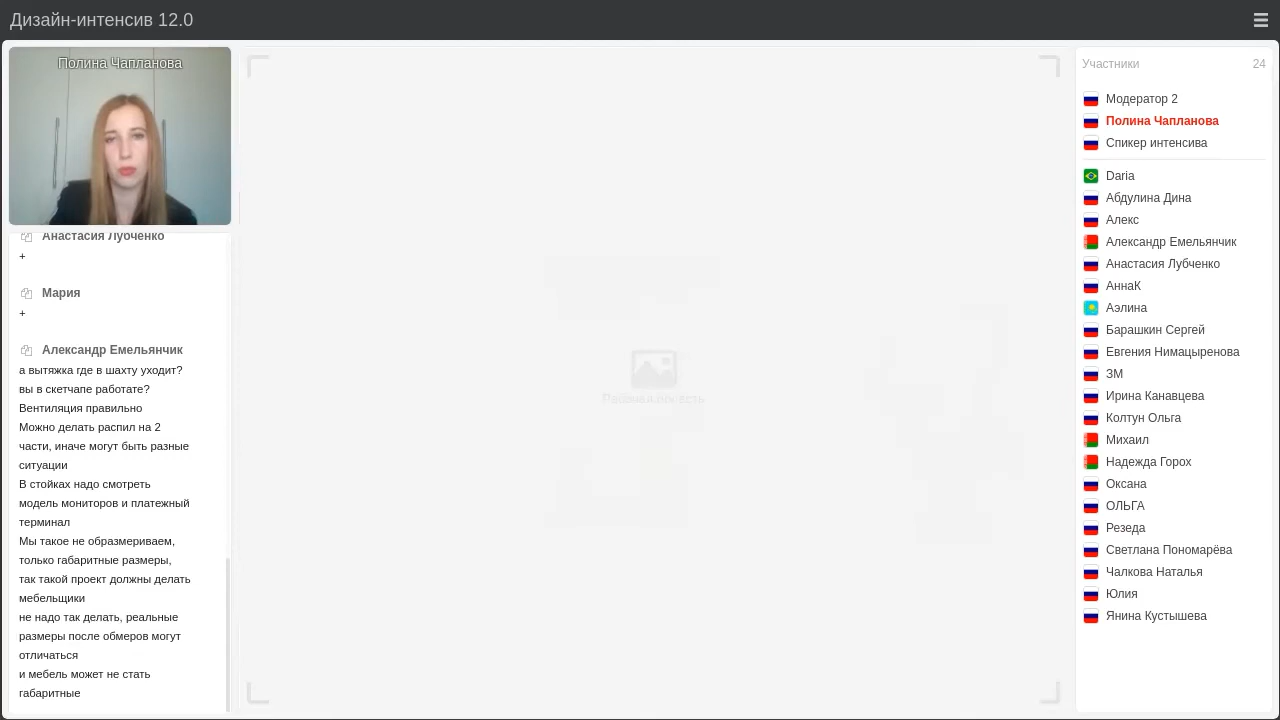 Дизайн-интенсив 12.0
Полина Чапланова
Анастасия Лубченко
+
Мария
+
Александр Емельянчик
а вытяжка где в шахту уходит?
вы в скетчапе работате?
Вентиляция правильно
Можно делать распил на 2
части, иначе могут быть разные
ситуации
В стойках надо смотреть
модель мониторов и платежный
терминал
Мы такое не образмериваем,
только габаритные размеры,
так такой проект должны делать
мебельщики
не надо так делать, реальные
размеры после обмеров могут
отличаться
и мебель может не стать
габаритные
Участники 24
Модератор 2
Полина Чапланова
Спикер интенсива
Daria
Абдулина Дина
Алекс
Александр Емельянчик
Анастасия Лубченко
АннаК
Аэлина
Барашкин Сергей
Евгения Нимацыренова
ЗМ
Ирина Канавцева
Колтун Ольга
Михаил
Надежда Горох
Оксана
ОЛЬГА
Резеда
Светлана Пономарёва
Чалкова Наталья
Юлия
Янина Кустышева